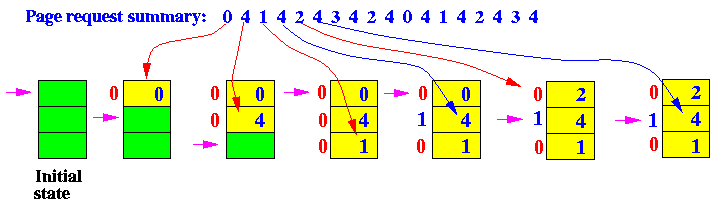 Page request summary: 0 4 1 4 2 4 3 4 2 4 0 4 1 4 2 4 3 4
0 0 0 0 0 0 0 0 0 2 0 2
0 4 0 4 1 4 1 4 1 4
0 1 0 1 0 1 0 1
Initial
state